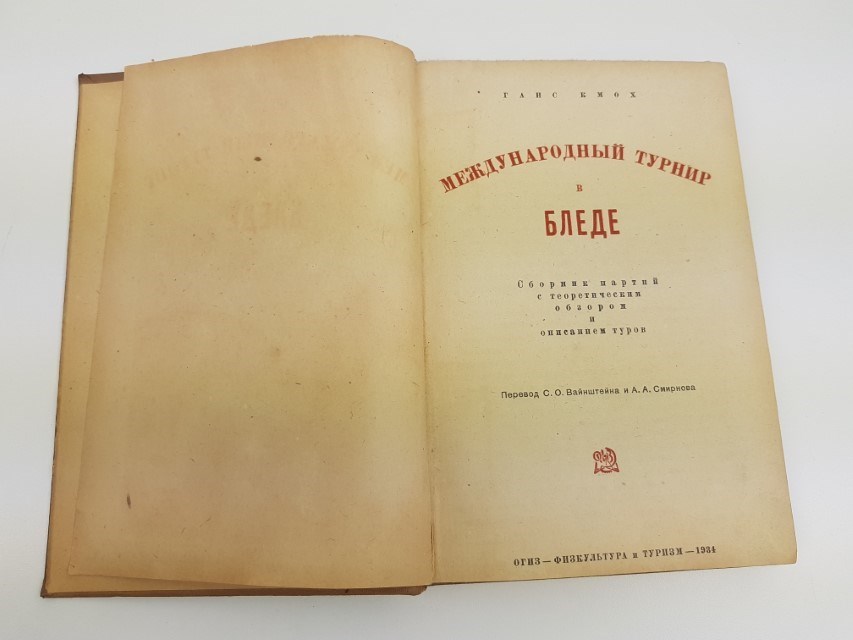 ГАНС КМОХ
МЕЖДУНАРОДНЫЙ ТУРНИР
В
БЛЕДЕ
Сборник партий
с теоретическим
обзором
и
описанием туров
Перевод С. О. Вайнштейна и А. А. Смирнова
ОГИЗ—ФИЗКУЛЬТУРА и ТУРИЗМ—1934